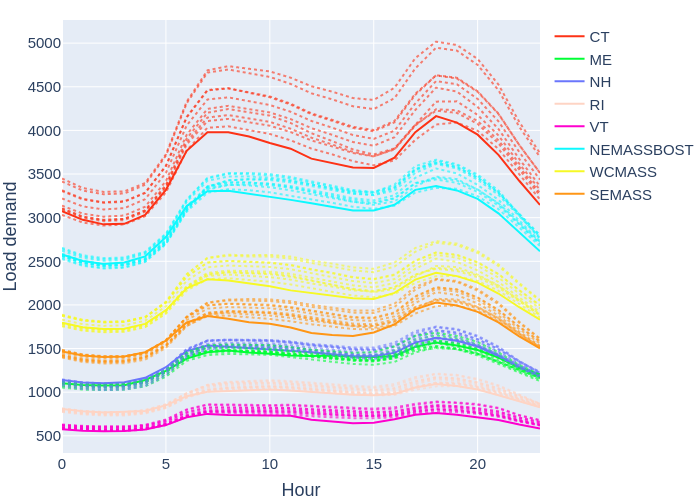 5000
4500
4000
3500
3000
2500
2000
1500
1000
500
0
5
10
15
20
Load demand
Hour
CT
ME
NH
RI
VT
NEMASSBOST
WCMASS
SEMASS